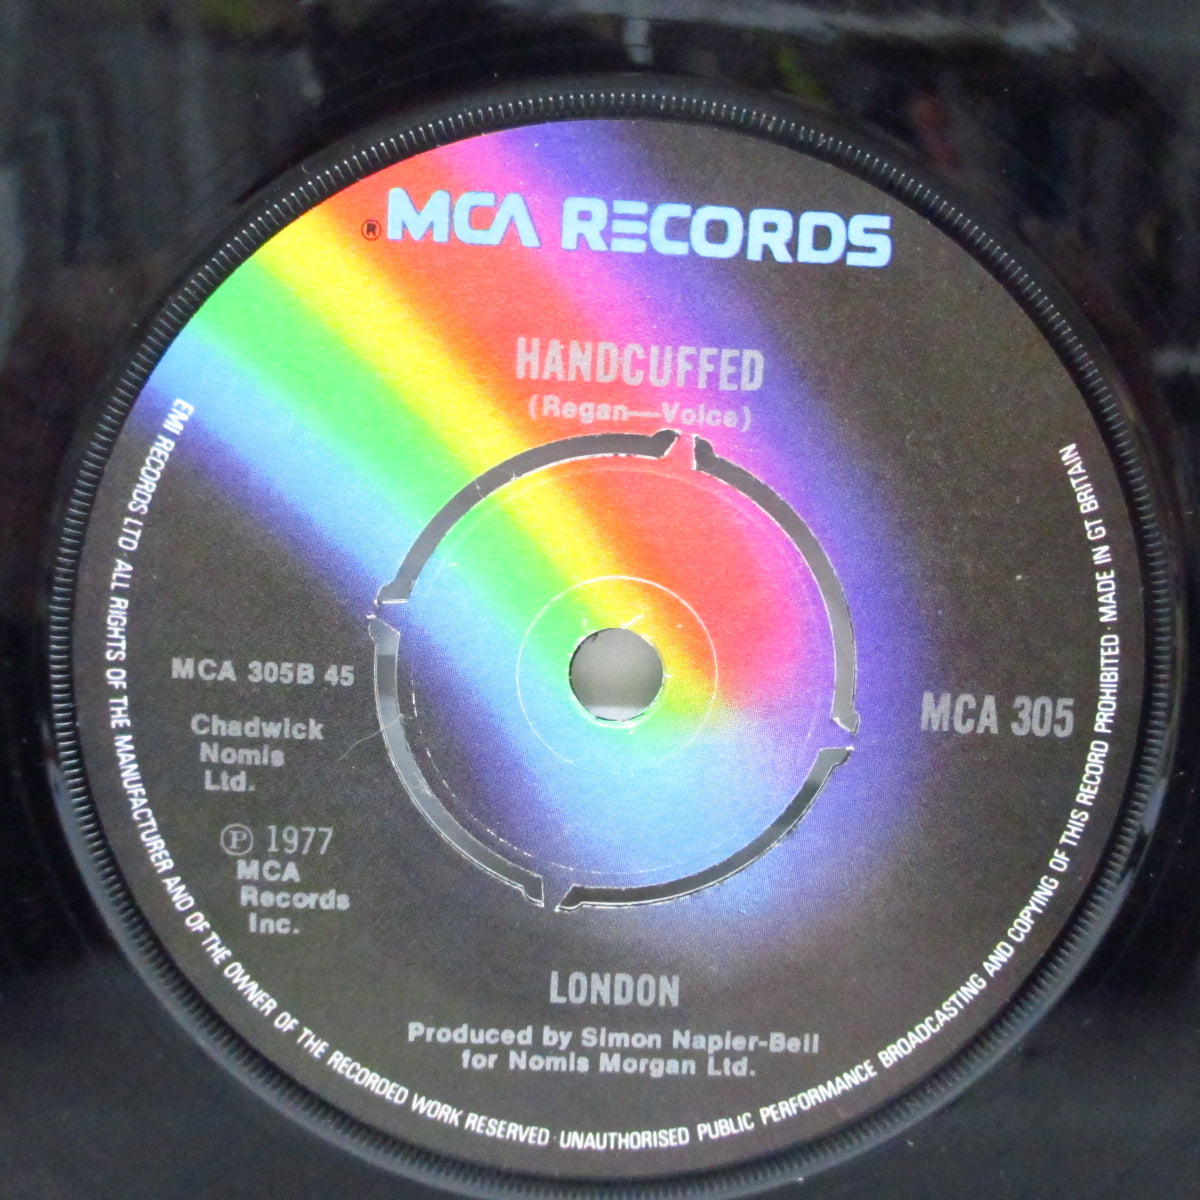 ® MCA RECORDS
HANDCUFFED
(Regan—Voice)
MCA 305B 45
Chadwick
Nomis
Ltd.
Ⓟ 1977
MCA
Records
Inc.
MCA 305
LONDON
Produced by Simon Napier-Bell
for Nomis Morgan Ltd.
EMI RECORDS LTD. ALL RIGHTS OF THE MANUFACTURER AND OF THE OWNER OF THE RECORDED WORK RESERVED · UNAUTHORISED PUBLIC PERFORMANCE BROADCASTING AND COPYING OF THIS RECORD PROHIBITED · MADE IN GT BRITAIN